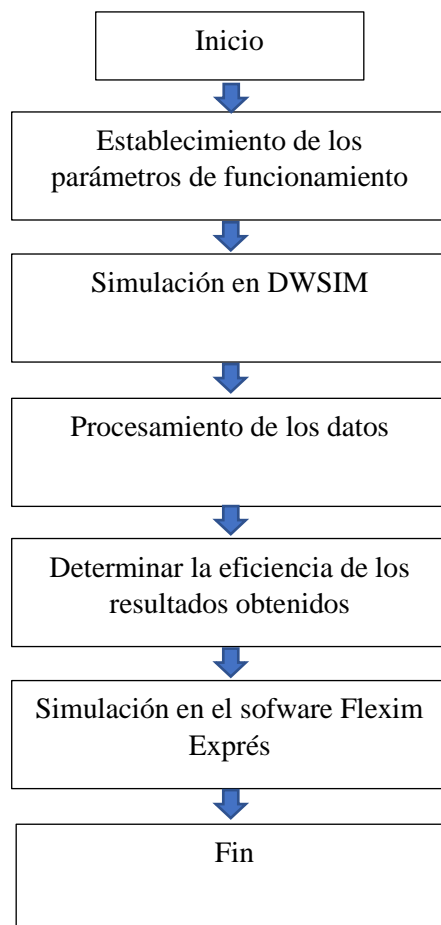 Inicio
Establecimiento de los
parámetros de funcionamiento
Simulación en DWSIM
Procesamiento de los datos
Determinar la eficiencia de los
resultados obtenidos
Simulación en el sofware Flexim
Exprés
Fin